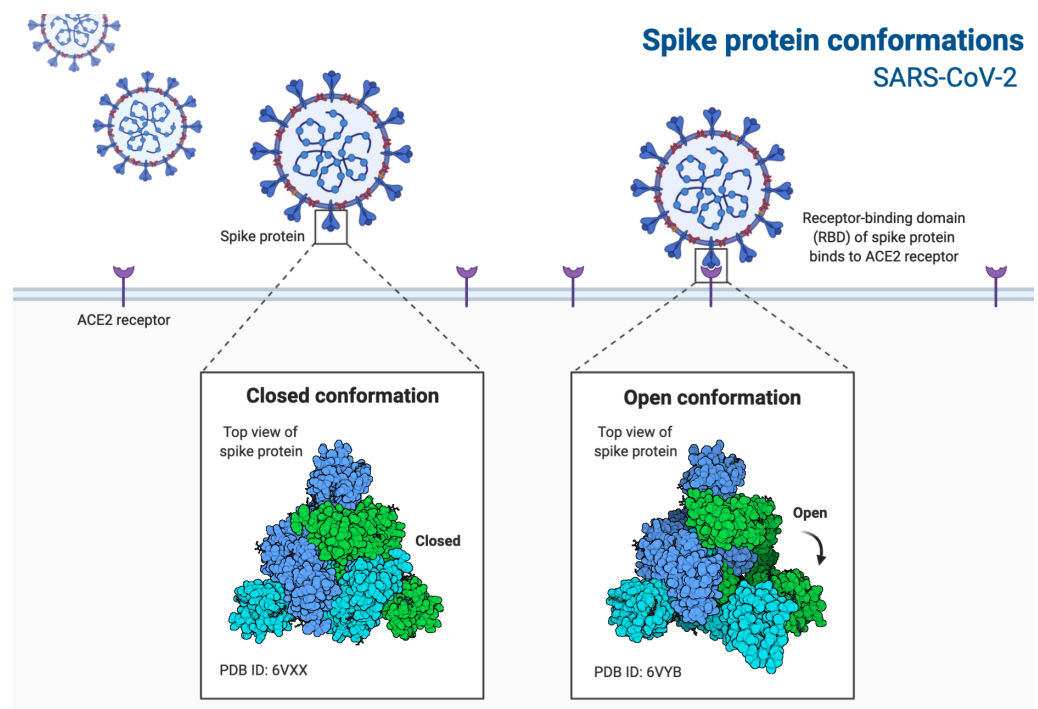 Spike protein conformations
SARS-CoV-2
Spike protein
Receptor-binding domain
(RBD) of spike protein
binds to ACE2 receptor
ACE2 receptor
Closed conformation
Top view of
spike protein
Closed
PDB ID: 6VXX
Open conformation
Top view of
spike protein
Open
PDB ID: 6VYB